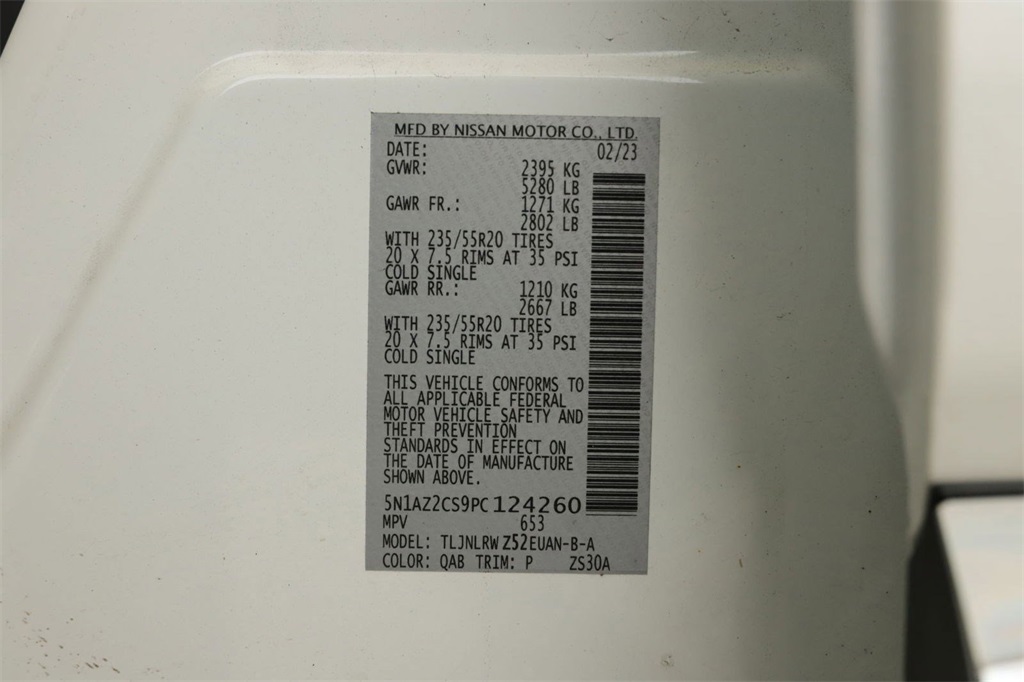 MFD BY NISSAN MOTOR CO., LTD.
DATE: 02/23
GVWR: 2395 KG
5280 LB
GAWR FR.: 1271 KG
2802 LB
WITH 235/55R20 TIRES
20 X 7.5 RIMS AT 35 PSI
COLD SINGLE
GAWR RR.: 1210 KG
2667 LB
WITH 235/55R20 TIRES
20 X 7.5 RIMS AT 35 PSI
COLD SINGLE
THIS VEHICLE CONFORMS TO
ALL APPLICABLE FEDERAL
MOTOR VEHICLE SAFETY AND
THEFT PREVENTION
STANDARDS IN EFFECT ON
THE DATE OF MANUFACTURE
SHOWN ABOVE.
5N1AZ2CS9PC124260
MPV 653
MODEL: TLJNLRW Z52EUAN-B-A
COLOR: QAB TRIM: P ZS30A